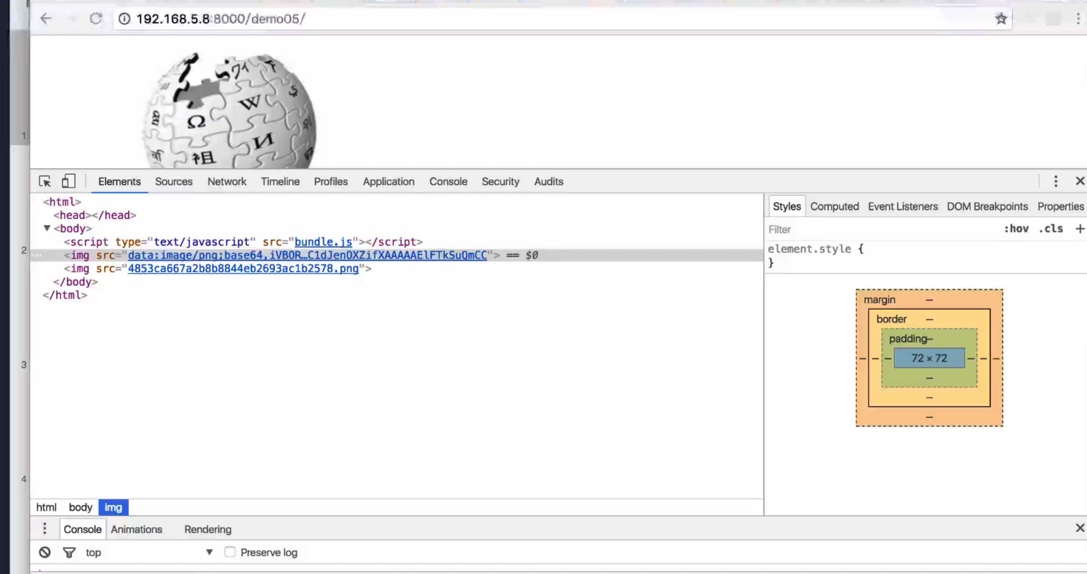 192.168.5.8:8000/demo05/
Ω W И 祖
Elements Sources Network Timeline Profiles Application Console Security Audits
<html>
<head></head>
<body>
<script type="text/javascript" src="bundle.js"></script>
<img src="data:image/png;base64,iVBOR…C1dJenOXZifXAAAAAElFTkSuQmCC"> == $0
<img src="4853ca667a2b8b8844eb2693ac1b2578.png">
</body>
</html>
Styles Computed Event Listeners DOM Breakpoints Properties
Filter :hov .cls +
element.style {
}
margin –
border –
padding –
72 × 72
html body img
Console Animations Rendering
top Preserve log
1
2
3
4